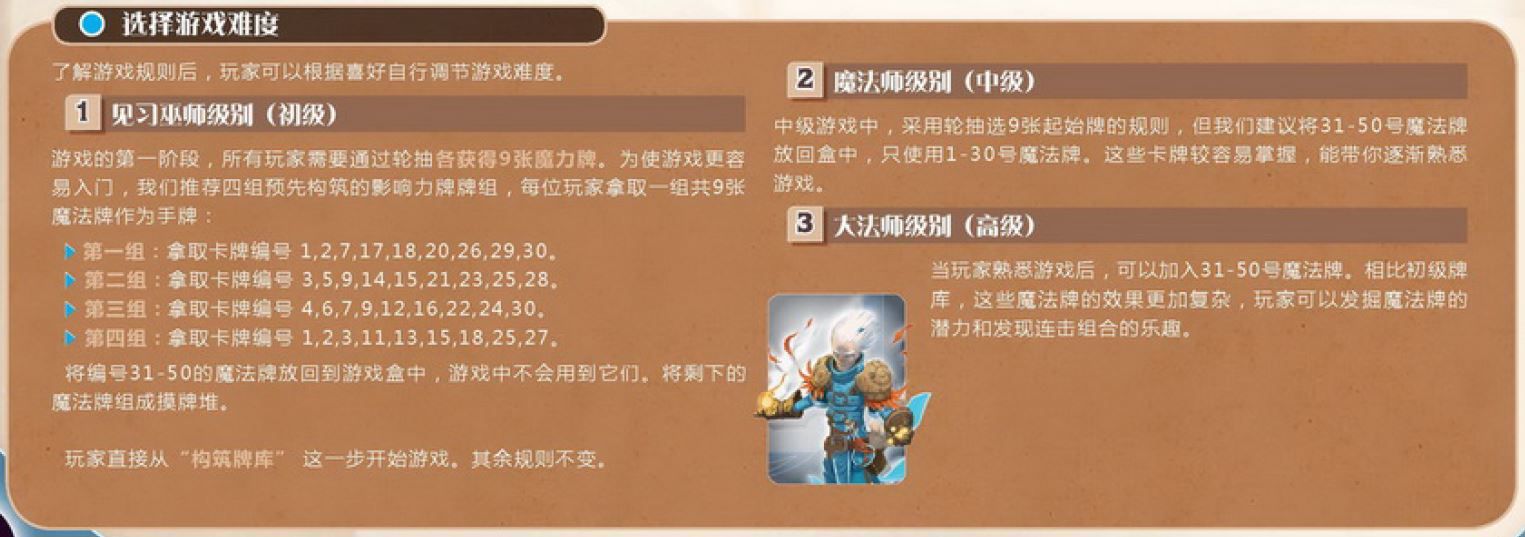 选择游戏难度
了解游戏规则后，玩家可以根据喜好自行调节游戏难度。
1 见习巫师级别（初级）
游戏的第一阶段，所有玩家需要通过轮抽各获得9张魔力牌。为使游戏更容
易入门，我们推荐四组预先构筑的影响力牌牌组，每位玩家拿取一组共9张
魔法牌作为手牌：
第一组：拿取卡牌编号 1,2,7,17,18,20,26,29,30。
第二组：拿取卡牌编号 3,5,9,14,15,21,23,25,28。
第三组：拿取卡牌编号 4,6,7,9,12,16,22,24,30。
第四组：拿取卡牌编号 1,2,3,11,13,15,18,25,27。
将编号31-50的魔法牌放回到游戏盒中，游戏中不会用到它们。将剩下的
魔法牌组成摸牌堆。
玩家直接从“构筑牌库” 这一步开始游戏。其余规则不变。
2 魔法师级别（中级）
中级游戏中，采用轮抽选9张起始牌的规则，但我们建议将31-50号魔法牌
放回盒中，只使用1-30号魔法牌。这些卡牌较容易掌握，能带你逐渐熟悉
游戏。
3 大法师级别（高级）
当玩家熟悉游戏后，可以加入31-50号魔法牌。相比初级牌
库，这些魔法牌的效果更加复杂，玩家可以发掘魔法牌的
潜力和发现连击组合的乐趣。